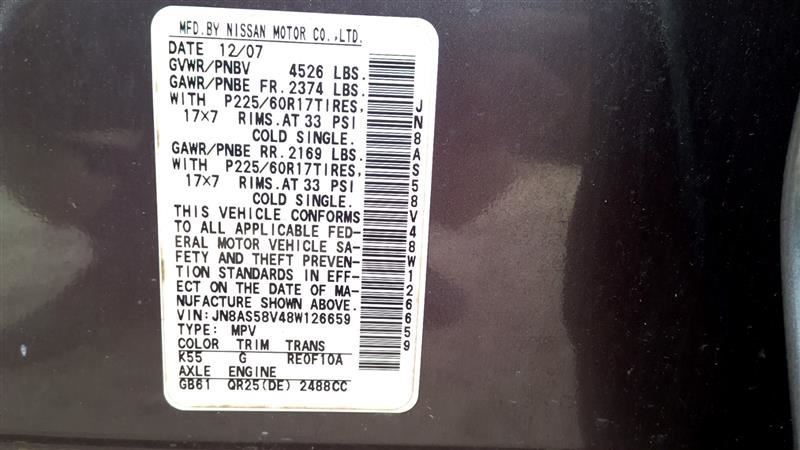 MFD.BY NISSAN MOTOR CO.,LTD.
DATE 12/07
GVWR/PNBV 4526 LBS.
GAWR/PNBE FR.2374 LBS.
WITH P225/60R17TIRES,
17×7 RIMS.AT 33 PSI
COLD SINGLE.
GAWR/PNBE RR.2169 LBS.
WITH P225/60R17TIRES,
17×7 RIMS.AT 33 PSI
COLD SINGLE.
THIS VEHICLE CONFORMS
TO ALL APPLICABLE FED-
ERAL MOTOR VEHICLE SA-
FETY AND THEFT PREVEN-
TION STANDARDS IN EFF-
ECT ON THE DATE OF MA-
NUFACTURE SHOWN ABOVE.
VIN:JN8AS58V48W126659
TYPE: MPV
COLOR TRIM TRANS
K55 G RE0F10A
AXLE ENGINE
GB61 QR25(DE) 2488CC
JN8AS58V48W126659